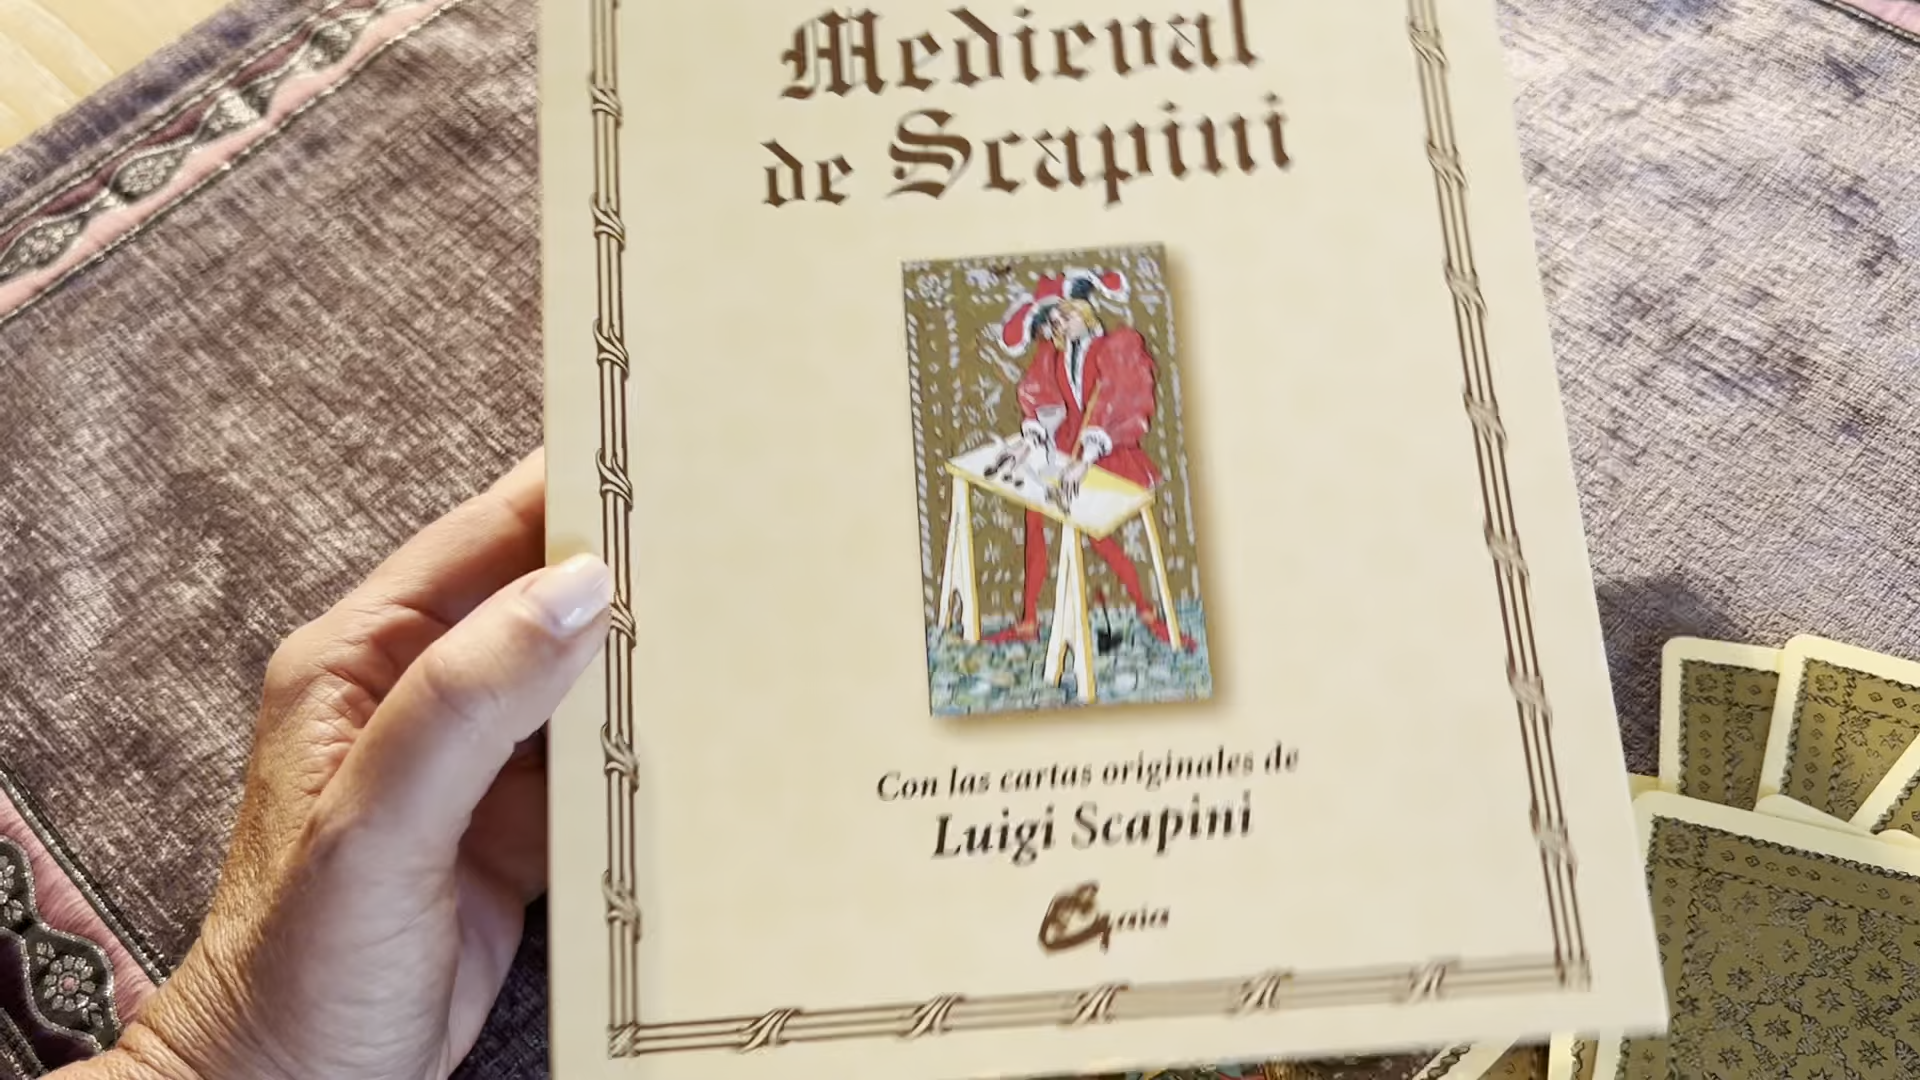 Medieval
de Scapini
Con las cartas originales de
Luigi Scapini
Gaia